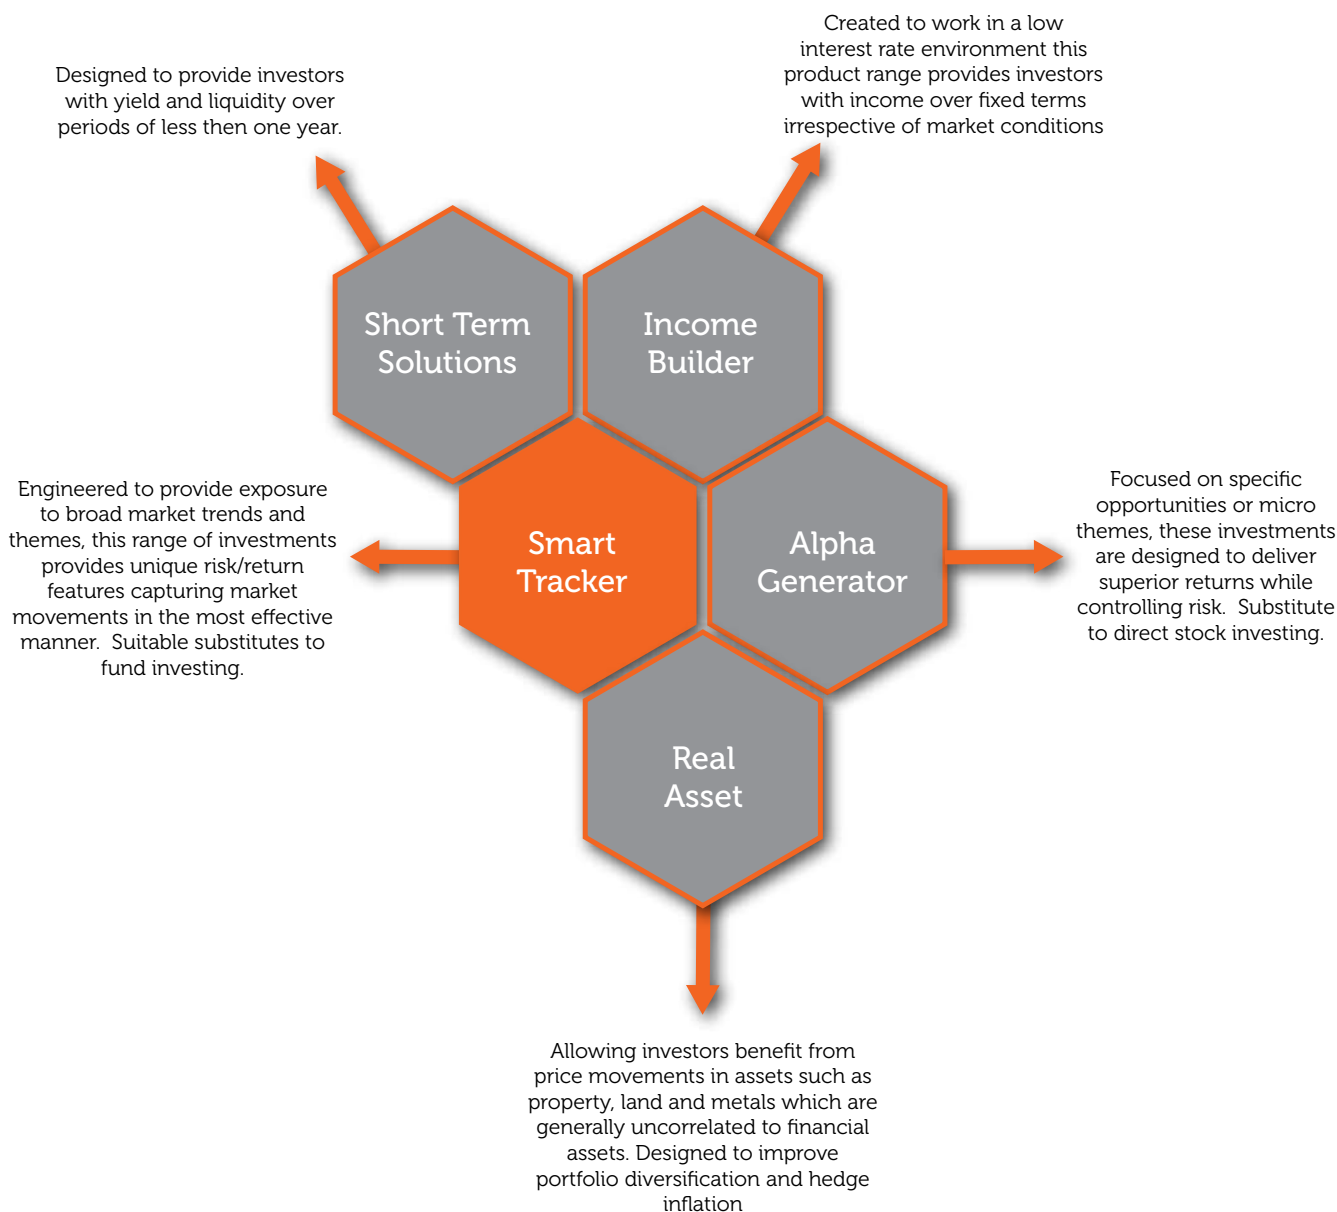 Created to work in a low
interest rate environment this
product range provides investors
with income over fixed terms
irrespective of market conditions
Designed to provide investors
with yield and liquidity over
periods of less then one year.
Short Term
Solutions
Income
Builder
Engineered to provide exposure
to broad market trends and
themes, this range of investments
provides unique risk/return
features capturing market
movements in the most effective
manner.  Suitable substitutes to
fund investing.
Smart
Tracker
Alpha
Generator
Focused on specific
opportunities or micro
themes, these investments
are designed to deliver
superior returns while
controlling risk.  Substitute
to direct stock investing.
Real
Asset
Allowing investors benefit from
price movements in assets such as
property, land and metals which are
generally uncorrelated to financial
assets. Designed to improve
portfolio diversification and hedge
inflation